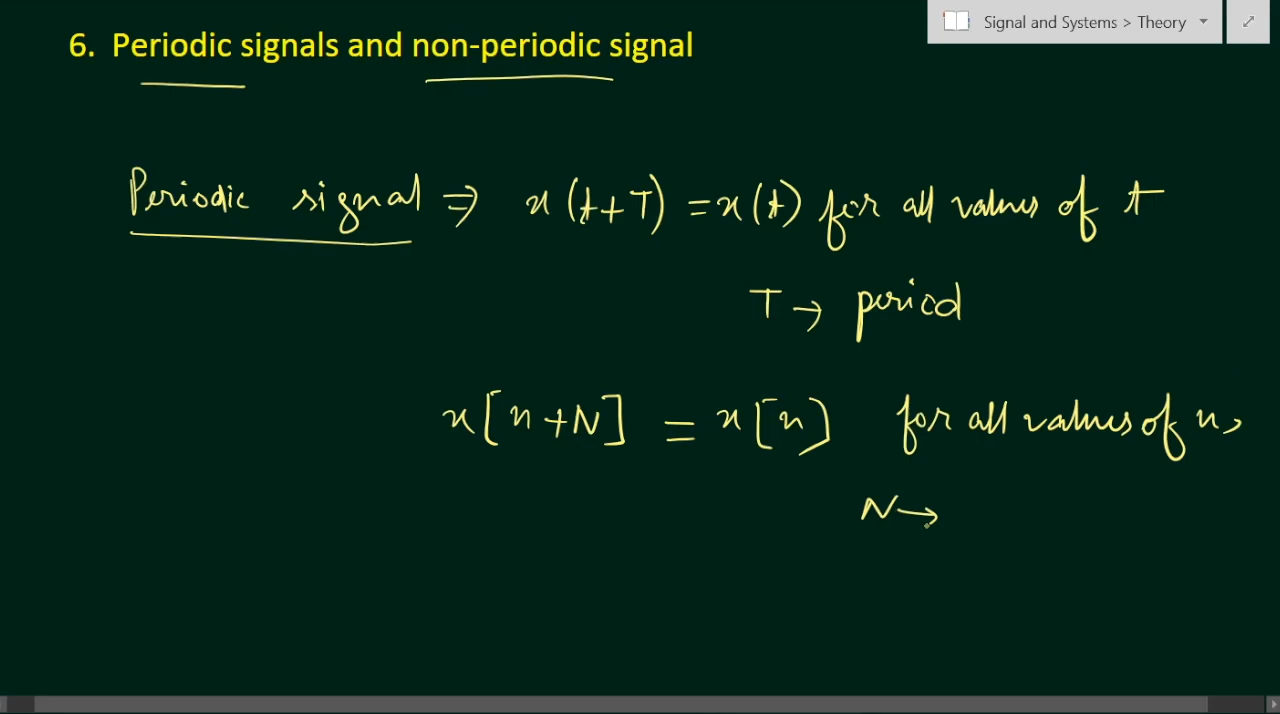 Signal and Systems > Theory
6. Periodic signals and non-periodic signal
Periodic signal ⇒ x(t+T) = x(t) for all values of t
T → period
x[n+N] = x[n] for all values of n,
N →